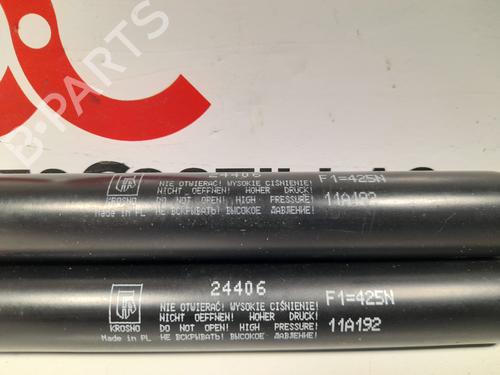 24406
F1=425N
NIE OTWIERAĆ! WYSOKIE CIŚNIENIE!
NICHT OEFFNEN! HOHER DRUCK!
11A192
KROSNO
DO NOT OPEN! HIGH PRESSURE!
Made in PL
НЕ ВСКРЫВАТЬ! ВЫСОКОЕ ДАВЛЕНИЕ!
24406
F1=425N
NIE OTWIERAĆ! WYSOKIE CIŚNIENIE!
NICHT OEFFNEN! HOHER DRUCK!
11A192
KROSNO
DO NOT OPEN! HIGH PRESSURE!
Made in PL
НЕ ВСКРЫВАТЬ! ВЫСОКОЕ ДАВЛЕНИЕ!
B-PARTS